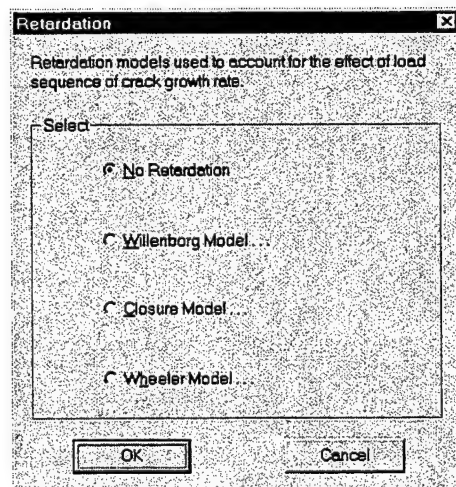 Retardation
Retardation models used to account for the effect of load
sequence of crack growth rate.
Select
No Retardation
Willenborg Model . . .
Closure Model . . .
Wheeler Model . . .
OK
Cancel